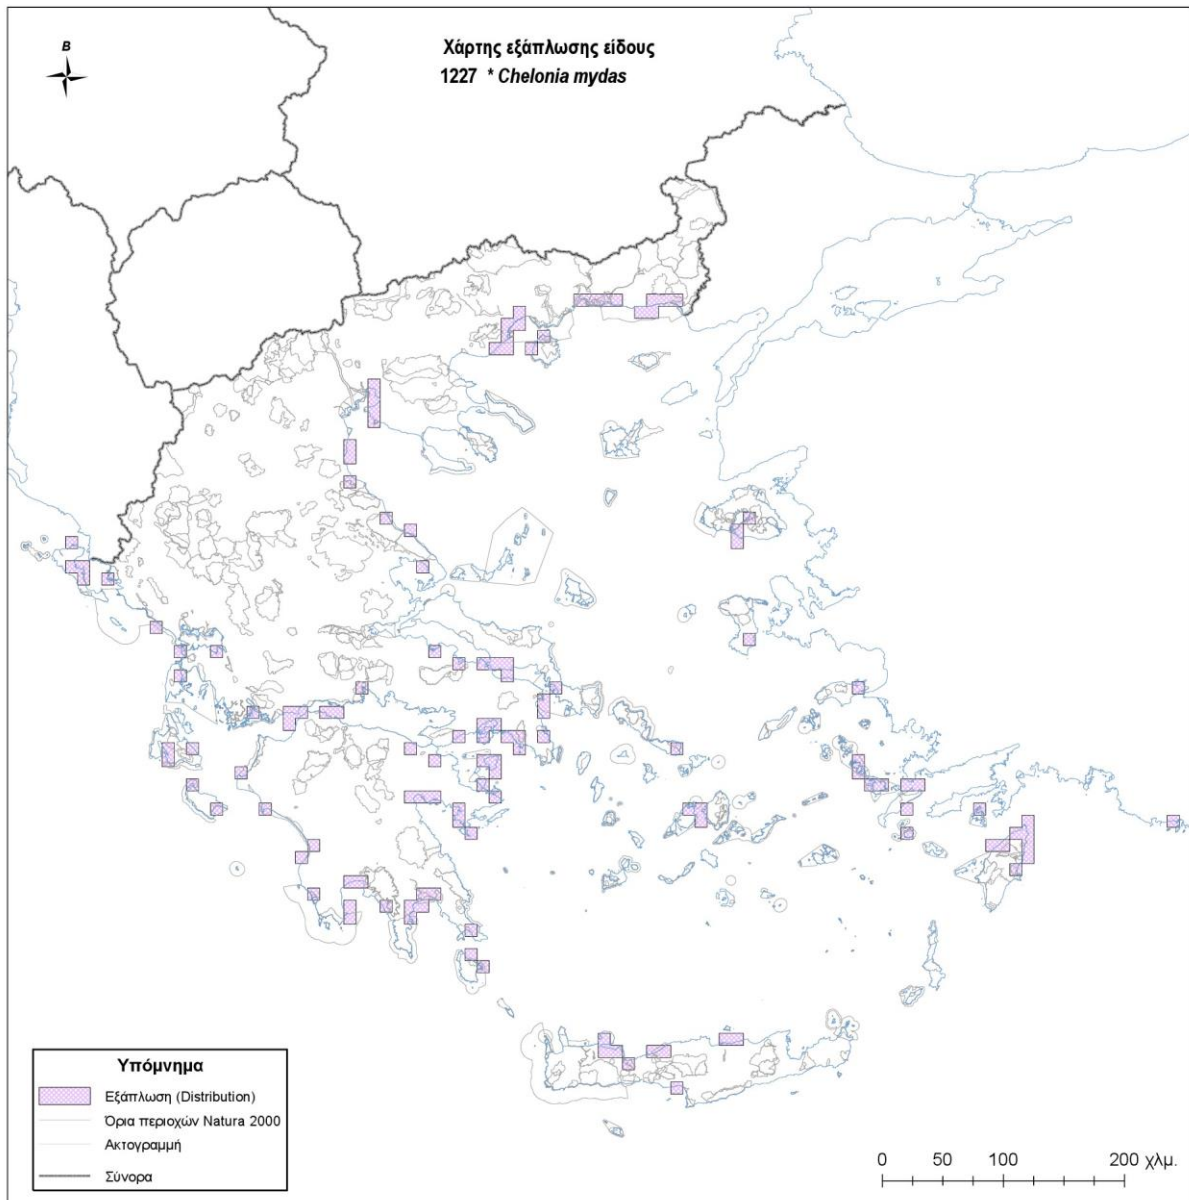 Χάρτης εξάπλωσης είδους
1227 * Chelonia mydas
Β
Υπόμνημα
Εξάπλωση (Distribution)
Όρια περιοχών Natura 2000
Ακτογραμμή
Σύνορα
0 50 100 200 χλμ.